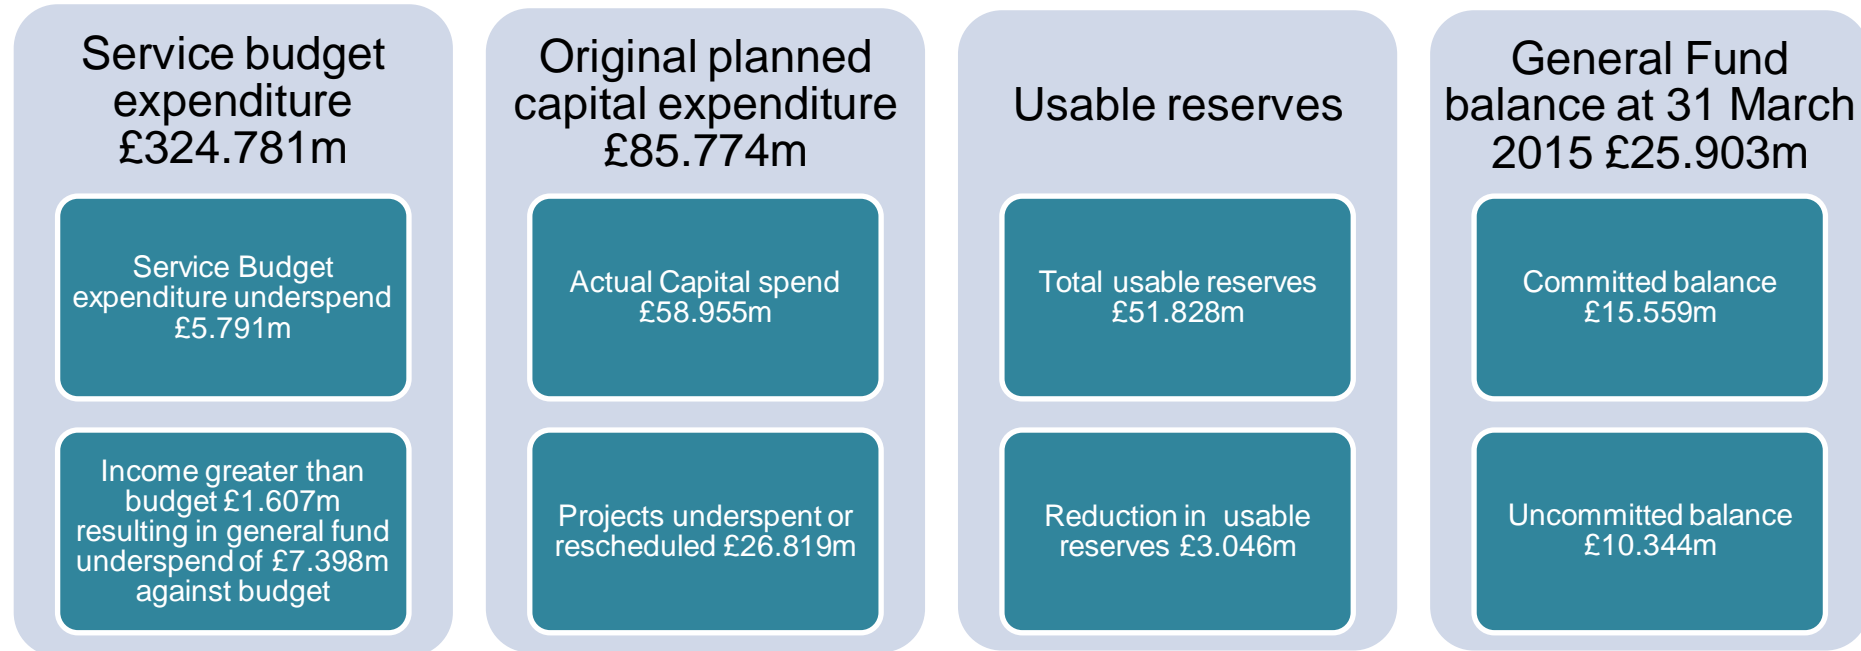 Service budget
expenditure
£324.781m
Service Budget
expenditure underspend
£5.791m
Income greater than
budget £1.607m
resulting in general fund
underspend of £7.398m
against budget
Original planned
capital expenditure
£85.774m
Actual Capital spend
£58.955m
Projects underspent or
rescheduled £26.819m
Usable reserves
Total usable reserves
£51.828m
Reduction in usable
reserves £3.046m
General Fund
balance at 31 March
2015 £25.903m
Committed balance
£15.559m
Uncommitted balance
£10.344m